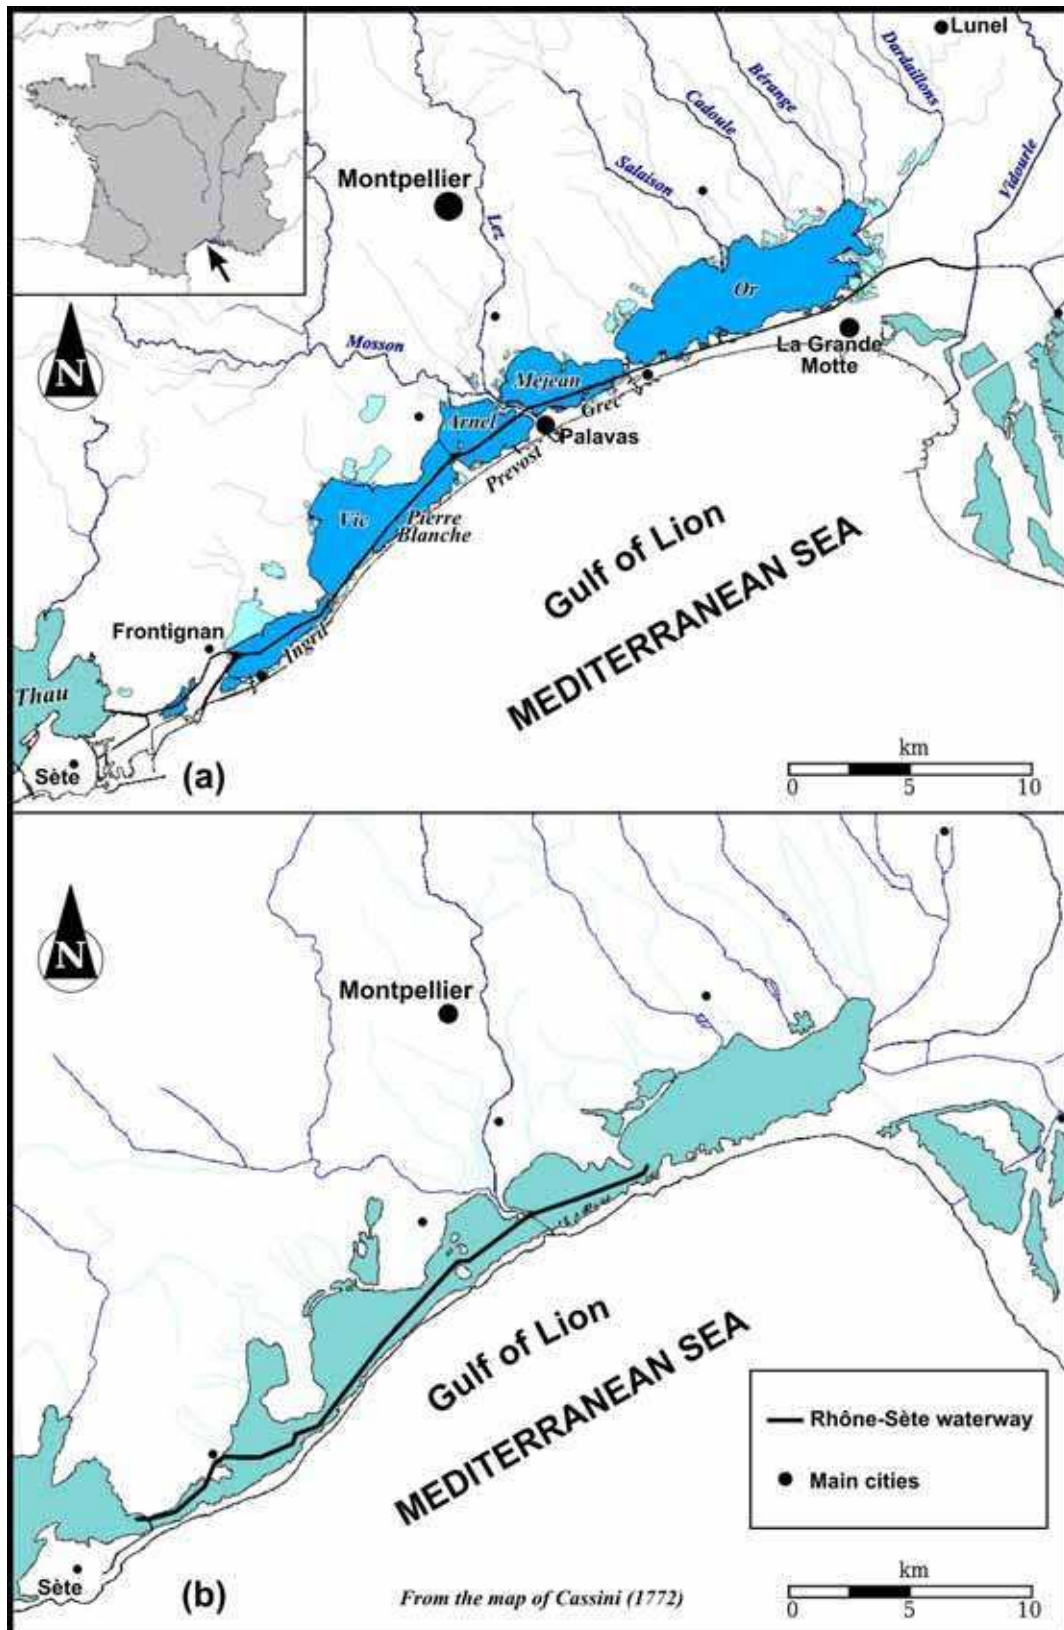 Lunel
Dardaillons
Bérange
Cadoule
Vidourle
Salaison
Montpellier
Lez
Or
Mosson
La Grande
Motte
N
Méjean
Grec
Arnel
Palavas
Prevost
Vic
Pierre
Blanche
Gulf of Lion
MEDITERRANEAN SEA
Frontignan
Ingril
Thau
Sète
(a)
km
0 5 10
N
Montpellier
Gulf of Lion
MEDITERRANEAN SEA
Rhône-Sète waterway
Main cities
Sète
(b)
From the map of Cassini (1772)
km
0 5 10